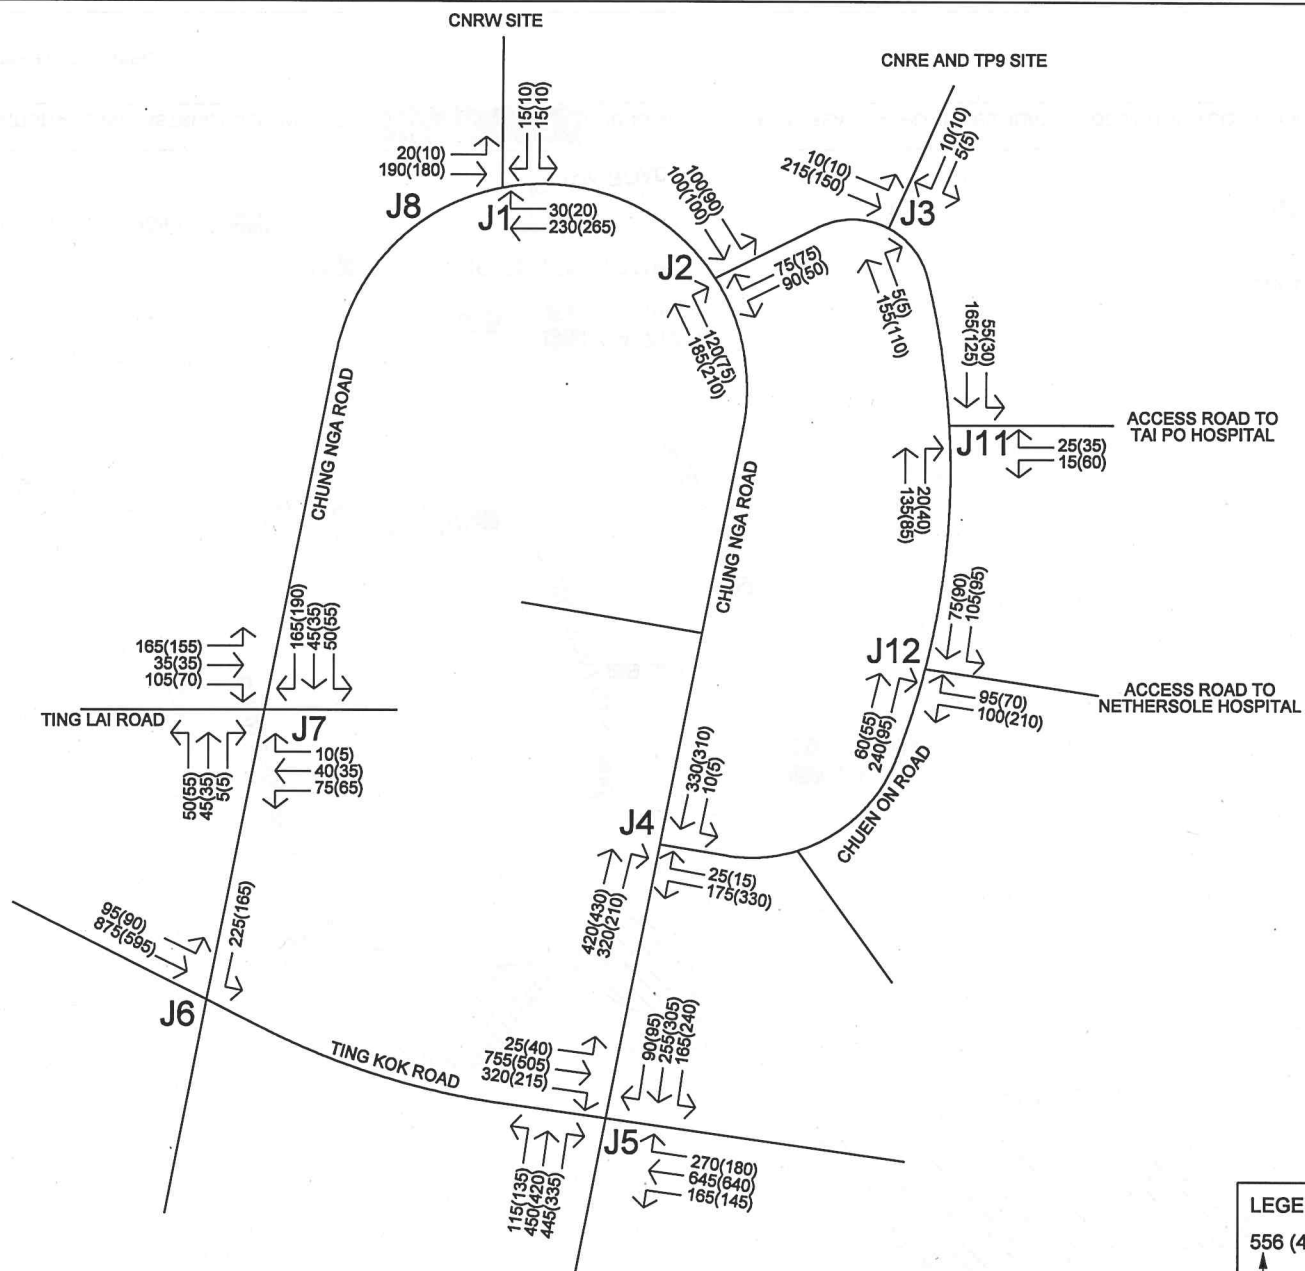 CNRW SITE
CNRE AND TP9 SITE
15(10)
15(10)
20(10)
190(180)
J8
J1
30(20)
230(265)
100(90)
100(100)
J2
75(75)
90(50)
120(75)
185(210)
10(10)
215(150)
10(10)
5(5)
J3
5(5)
155(110)
55(30)
165(125)
ACCESS ROAD TO
TAI PO HOSPITAL
J11
25(35)
15(60)
20(40)
135(85)
CHUNG NGA ROAD
CHUNG NGA ROAD
75(90)
105(95)
J12
ACCESS ROAD TO
NETHERSOLE HOSPITAL
95(70)
100(210)
60(55)
240(95)
CHUEN ON ROAD
165(190)
45(35)
50(55)
165(155)
35(35)
105(70)
TING LAI ROAD
J7
10(5)
40(35)
75(65)
50(55)
45(35)
5(5)
330(310)
10(5)
J4
25(15)
175(330)
420(430)
320(210)
95(90)
875(595)
225(165)
J6
TING KOK ROAD
25(40)
755(505)
320(215)
90(95)
255(305)
165(240)
J5
270(180)
645(640)
165(145)
115(135)
450(420)
445(335)
LEGE
556 (4